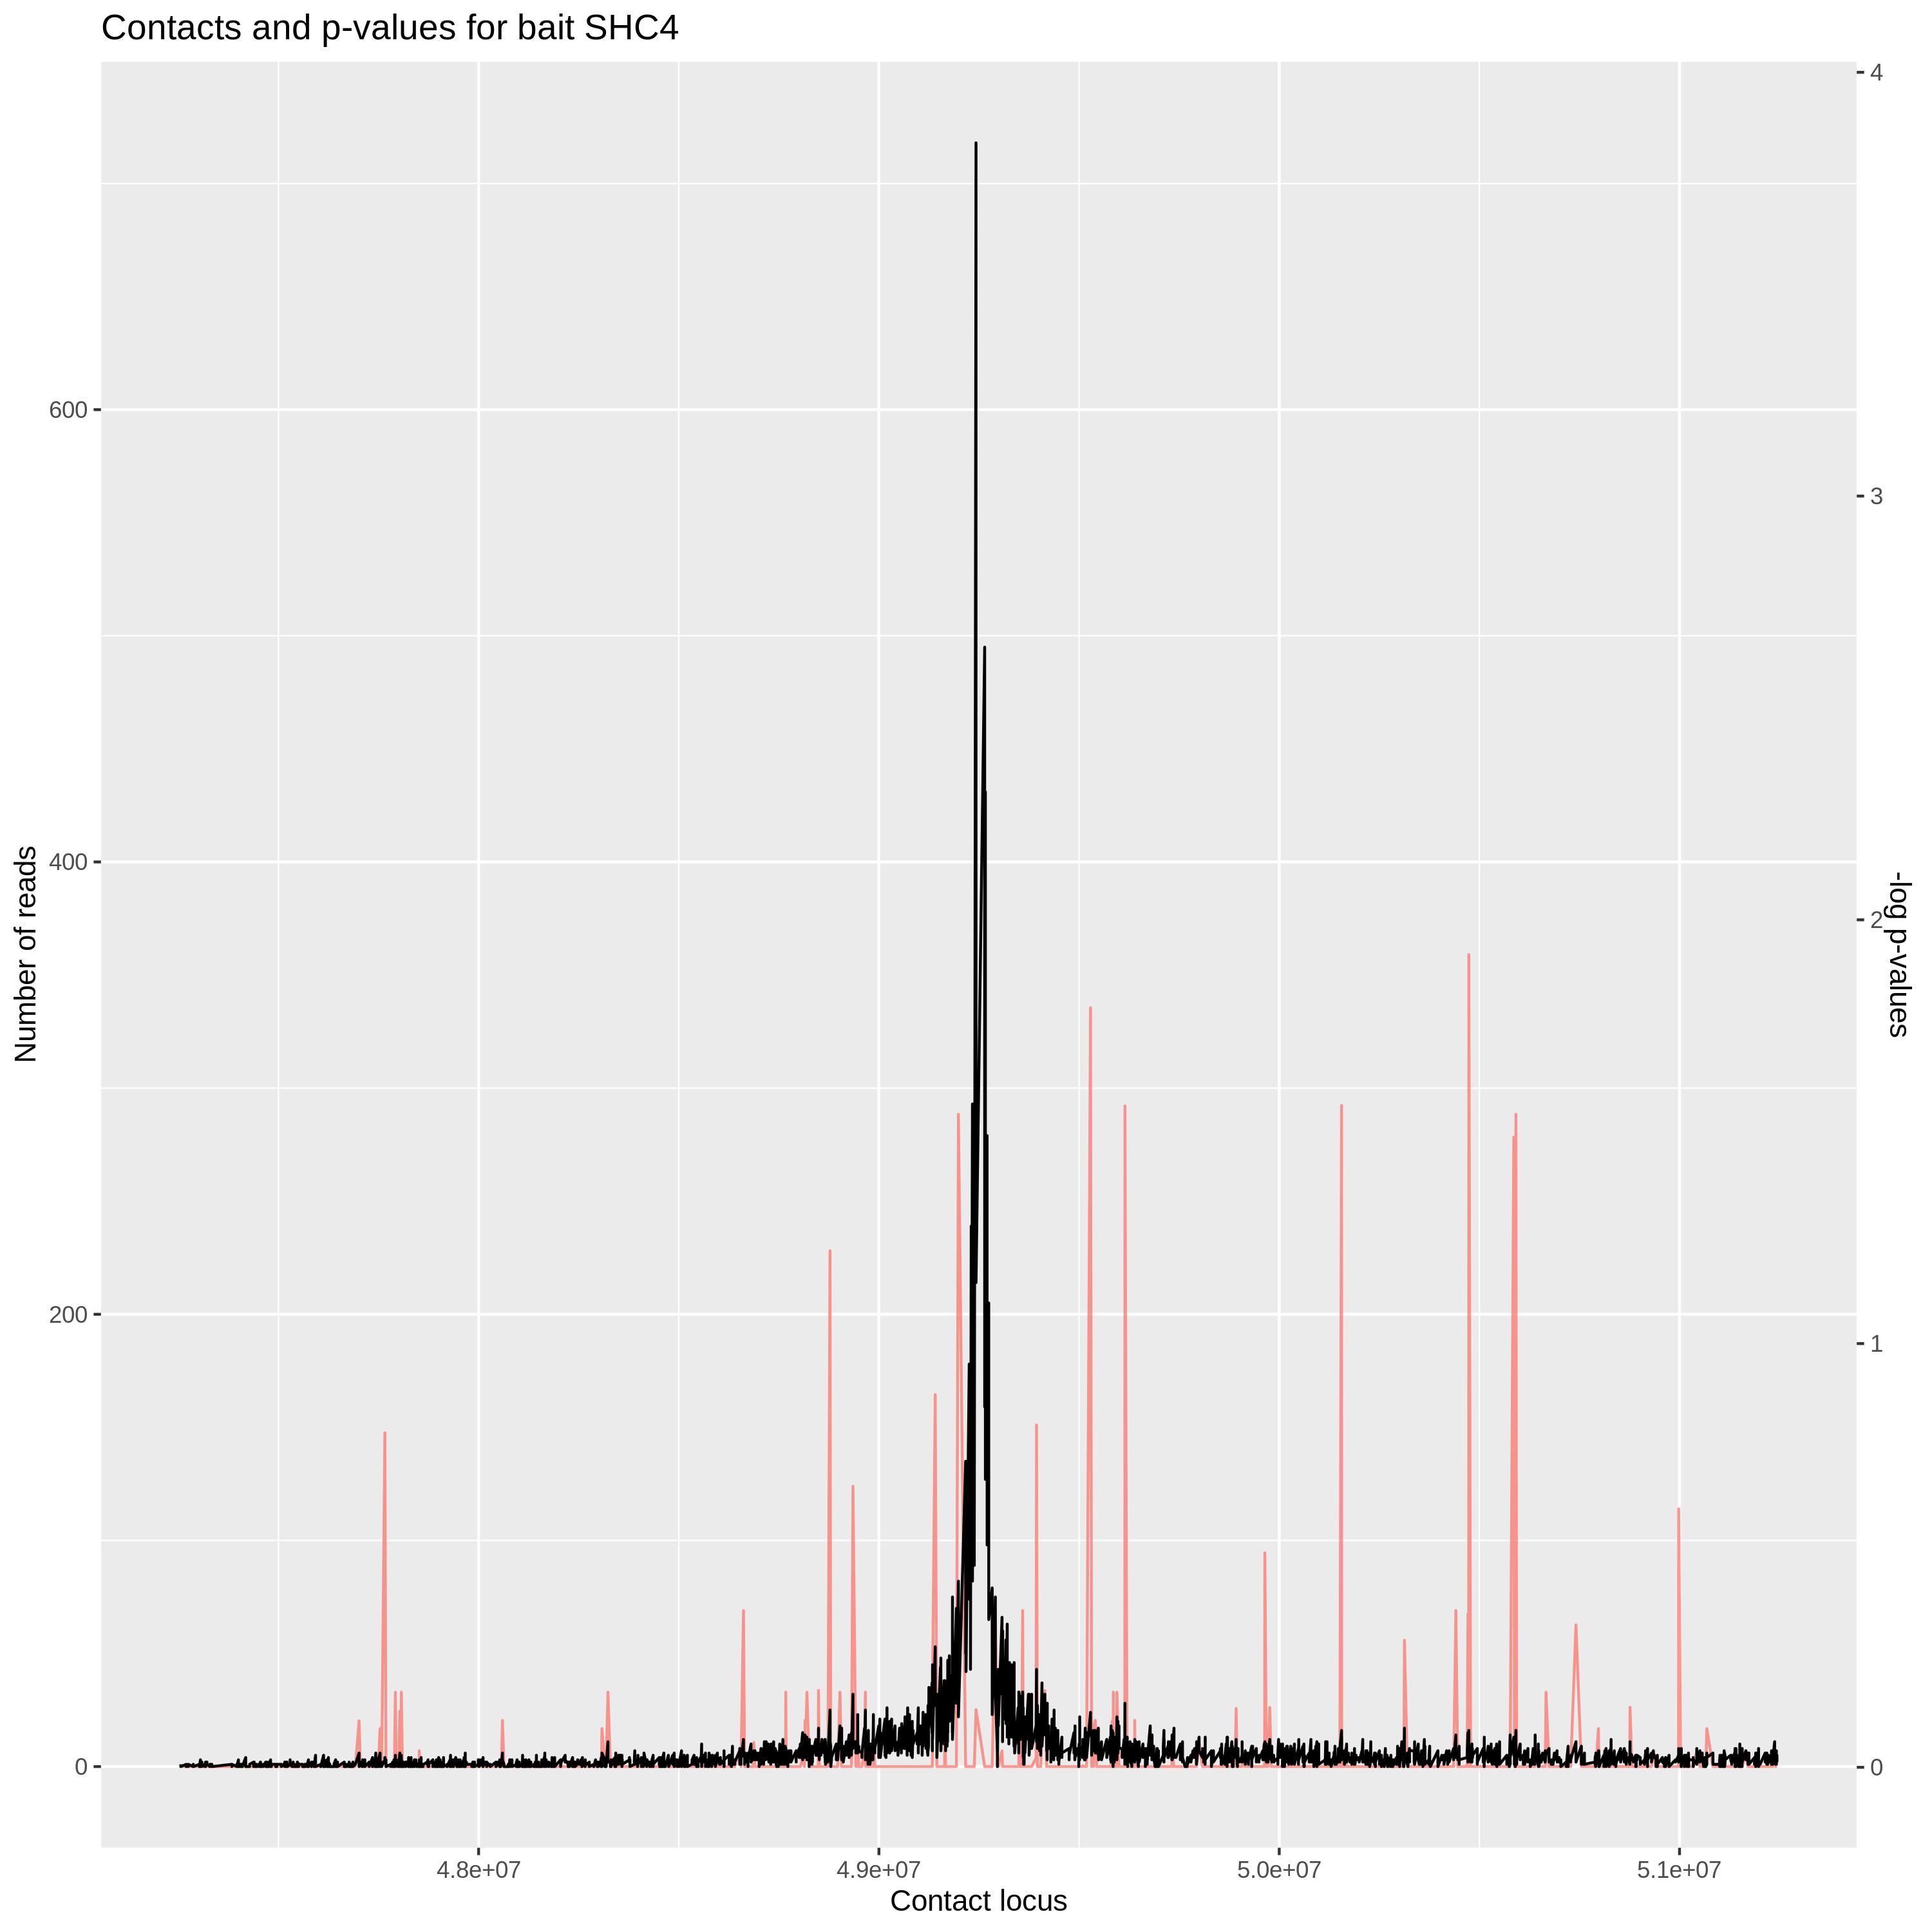 Contacts and p-values for bait SHC4
4
600
3
400
2
Number of reads
-log p-values
200
1
0
0
4.8e+07
4.9e+07
5.0e+07
5.1e+07
Contact locus